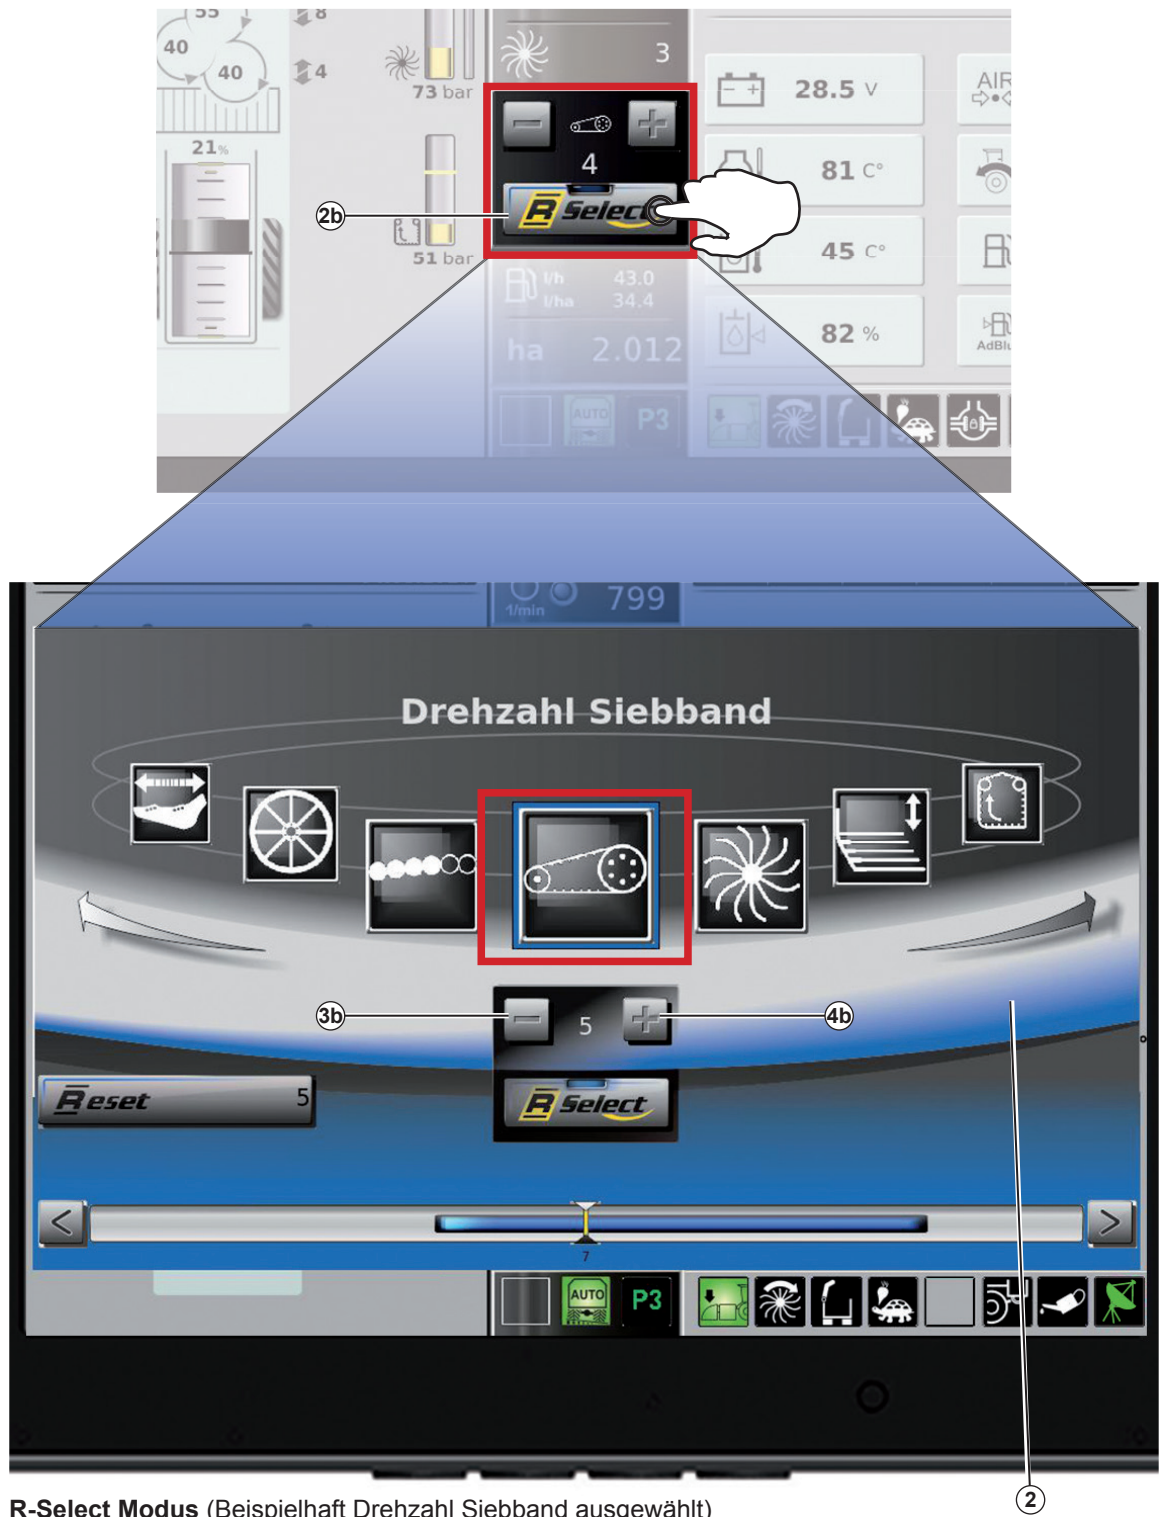 55
8
40
40
4
73 bar
3
28.5 V
AIR
4
21%
81 C°
R Select
2b
51 bar
45 C°
l/h 43.0
l/ha 34.4
82 %
ha 2.012
AUTO
P3
1/min 799
Drehzahl Siebband
3b
5
4b
Reset 5
R Select
<
>
7
AUTO
P3
2
R-Select Modus (Beispielhaft Drehzahl Siebband ausgewählt)